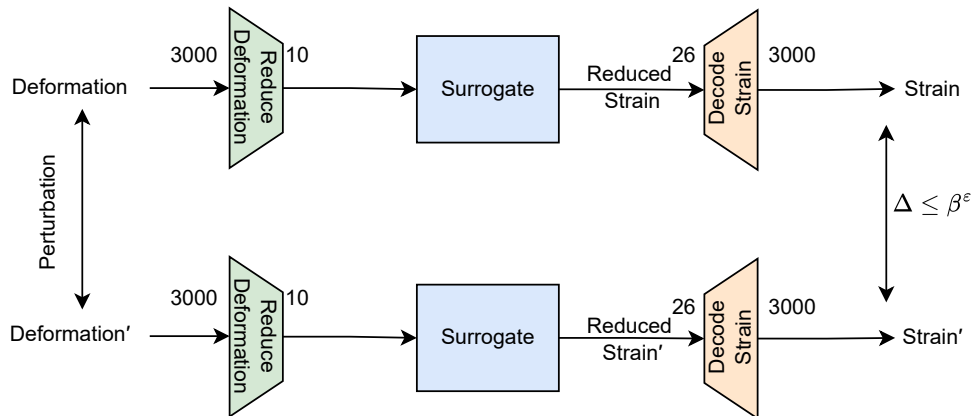 3000
10
26
3000
Deformation
Reduce
Deformation
Surrogate
Reduced
Strain
Decode
Strain
Strain
Perturbation
Δ ≤ β^ε
3000
10
26
3000
Deformation′
Reduce
Deformation
Surrogate
Reduced
Strain′
Decode
Strain
Strain′